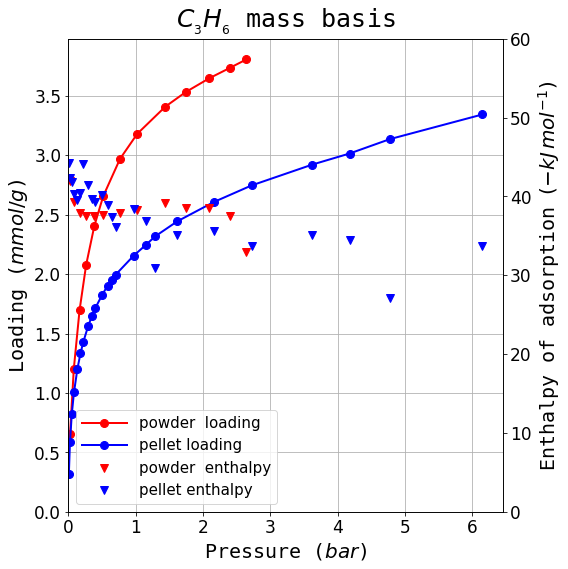 C₃H₆ mass basis
Loading (mmol/g)
3.5
3.0
2.5
2.0
1.5
1.0
0.5
0.0
60
50
40
30
20
10
0
Enthalpy of adsorption (−kJmol⁻¹)
powder loading
pellet loading
powder enthalpy
pellet enthalpy
0 1 2 3 4 5 6
Pressure (bar)